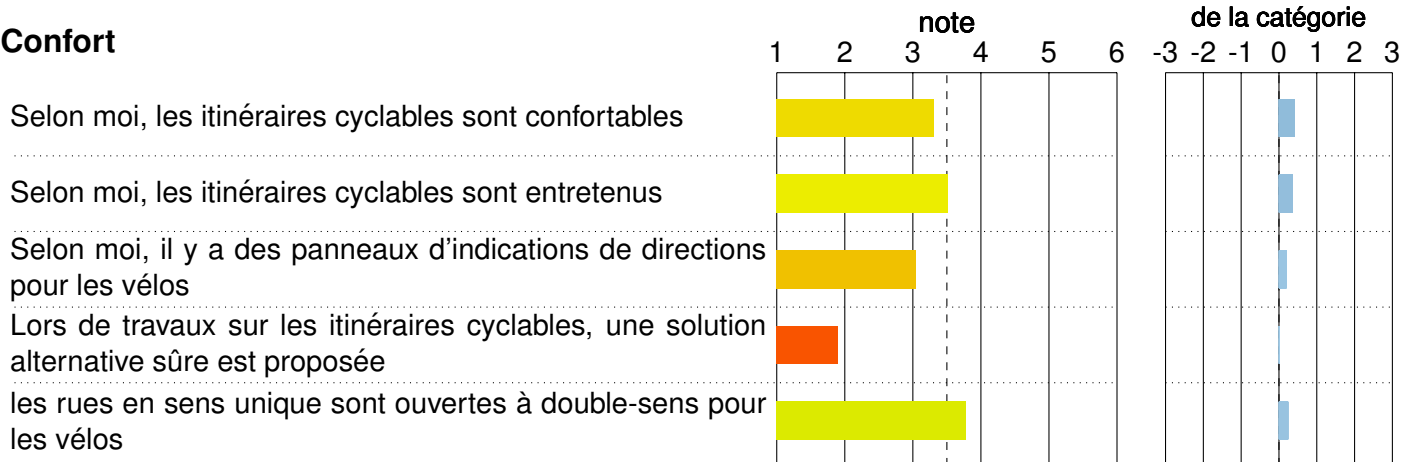 Confort
note
de la catégorie
1 2 3 4 5 6
-3 -2 -1 0 1 2 3
Selon moi, les itinéraires cyclables sont confortables
Selon moi, les itinéraires cyclables sont entretenus
Selon moi, il y a des panneaux d'indications de directions
pour les vélos
Lors de travaux sur les itinéraires cyclables, une solution
alternative sûre est proposée
les rues en sens unique sont ouvertes à double-sens pour
les vélos